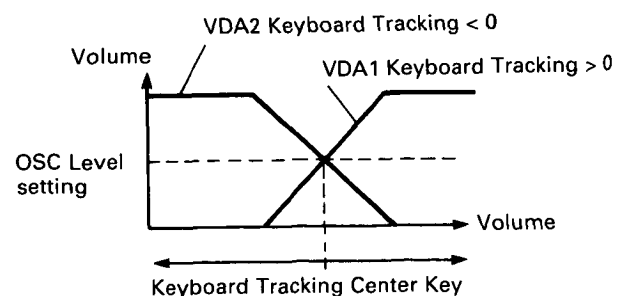 VDA2 Keyboard Tracking < 0
Volume
VDA1 Keyboard Tracking > 0
OSC Level
setting
Volume
Keyboard Tracking Center Key